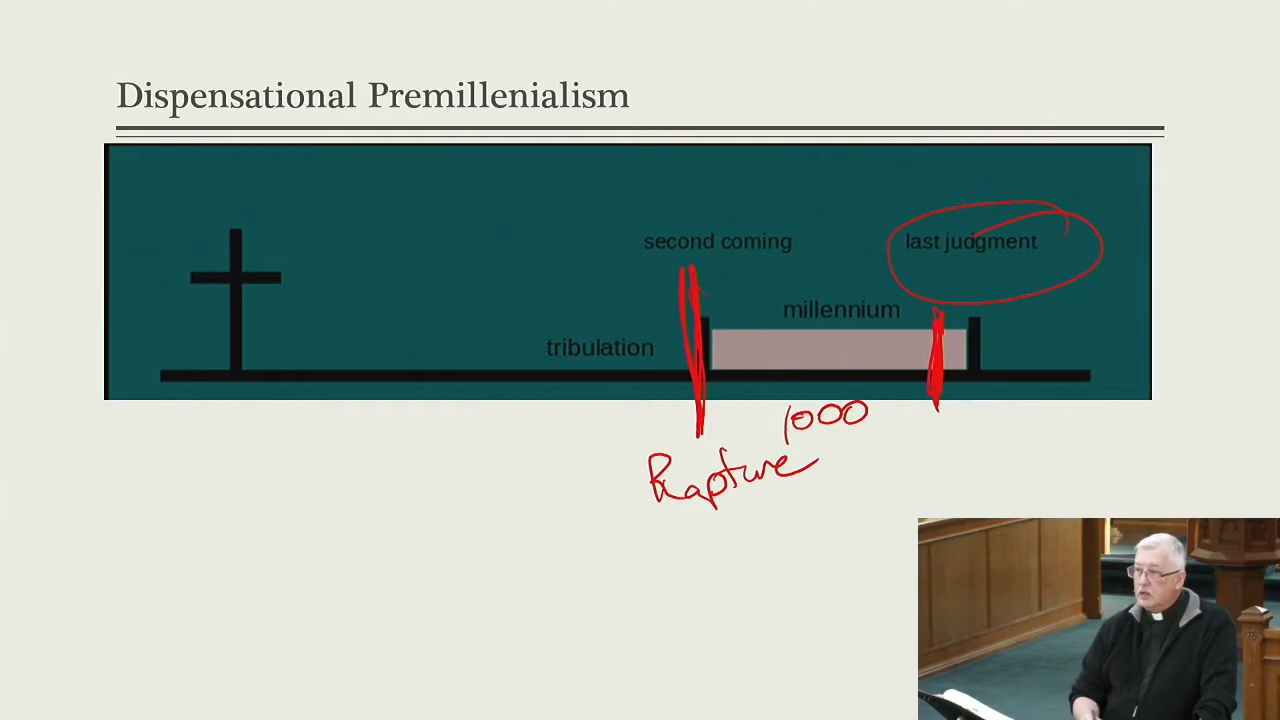 Dispensational Premillenialism
second coming
last judgment
millennium
tribulation
1000
Rapture